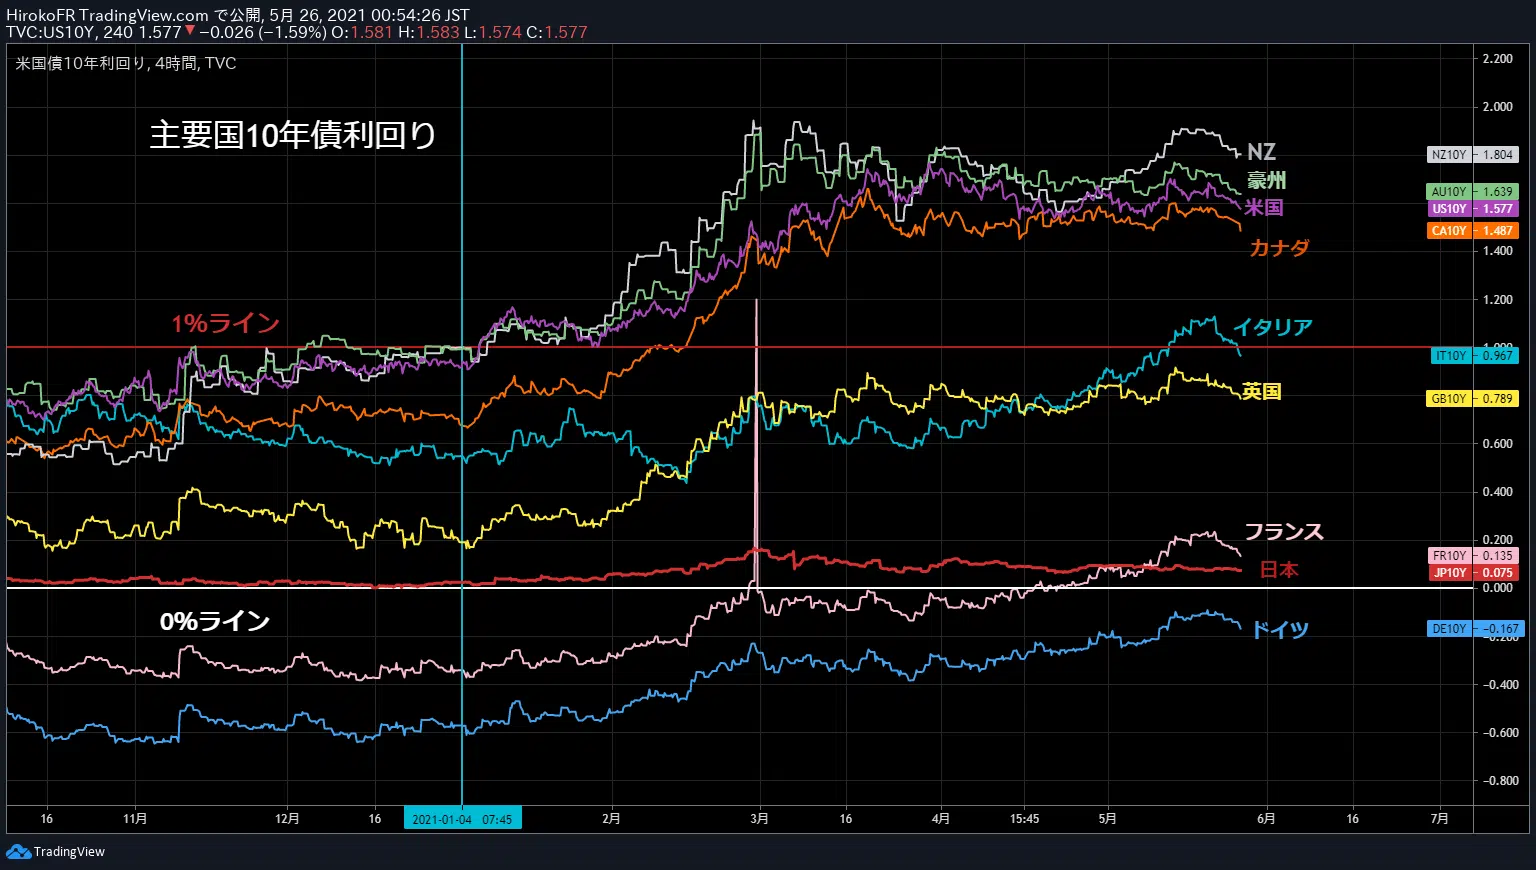 HirokoFR TradingView.com で公開, 5月 26, 2021 00:54:26 JST
TVC:US10Y, 240 1.577▼−0.026 (−1.59%) O:1.581 H:1.583 L:1.574 C:1.577
米国債10年利回り, 4時間, TVC
主要国10年債利回り
1%ライン
0%ライン
NZ
豪州
米国
カナダ
イタリア
英国
フランス
日本
ドイツ
2.200
2.000
NZ10Y 1.804
AU10Y 1.639
US10Y 1.577
CA10Y 1.487
1.400
1.200
1.000
IT10Y 0.967
GB10Y 0.789
0.600
0.400
0.200
FR10Y 0.135
JP10Y 0.075
0.000
DE10Y −0.167
−0.200
−0.400
−0.600
−0.800
16 11月 12月 16 2021-01-04 07:45 2月 3月 16 4月 15:45 5月 6月 16 7月
TradingView